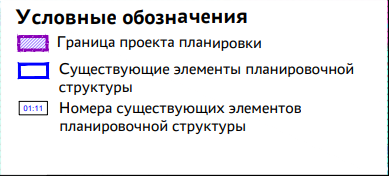 Условные обозначения
Граница проекта планировки
Существующие элементы планировочной
структуры
01:11 Номера существующих элементов
планировочной структуры